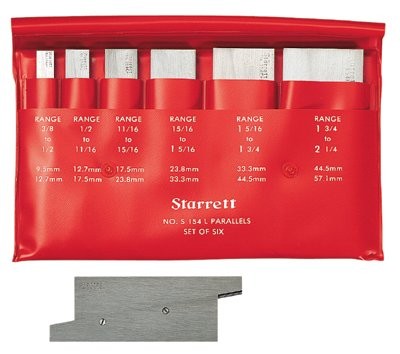 RANGE RANGE RANGE RANGE RANGE RANGE
3/8 1/2 11/16 15/16 1 5/16 1 3/4
to to to to to to
1/2 11/16 15/16 1 5/16 1 3/4 2 1/4
9.5mm 12.7mm 17.5mm 23.8mm 33.3mm 44.5mm
12.7mm 17.5mm 23.8mm 33.3mm 44.5mm 57.1mm
Starrett
NO. S 154 L PARALLELS
SET OF SIX